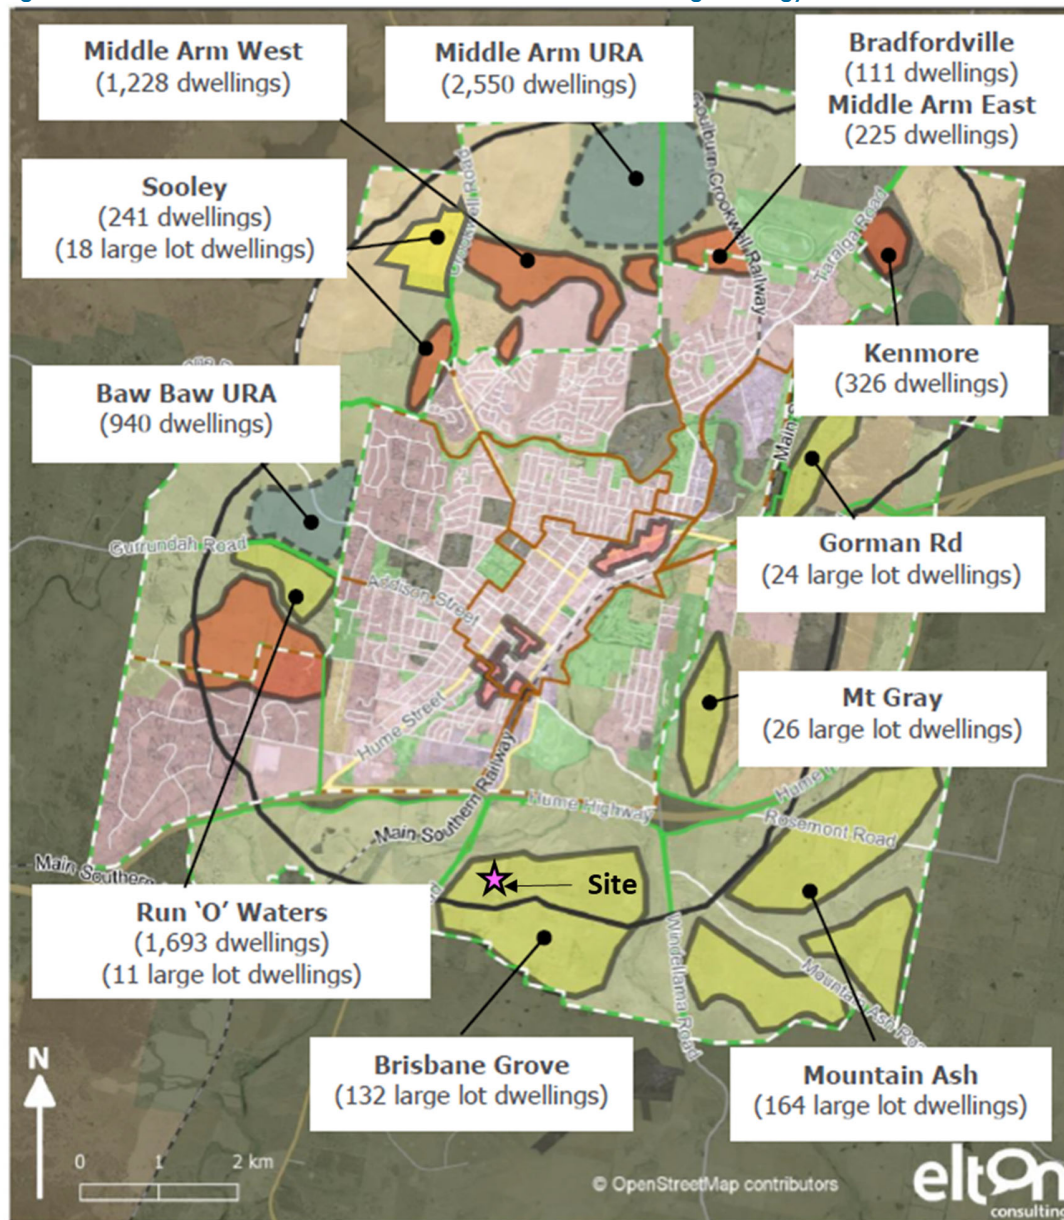 Middle Arm West
(1,228 dwellings)
Middle Arm URA
(2,550 dwellings)
Bradfordville
(111 dwellings)
Middle Arm East
(225 dwellings)
Sooley
(241 dwellings)
(18 large lot dwellings)
Goulburn Crookwell Railway
Taralga Road
Kenmore
(326 dwellings)
Baw Baw URA
(940 dwellings)
Gorman Rd
(24 large lot dwellings)
Gurrundah Road
Addison Street
Mt Gray
(26 large lot dwellings)
Hume Street
Main Southern Railway
Hume Highway
Rosemont Road
Main Southern
Site
Run ‘O’ Waters
(1,693 dwellings)
(11 large lot dwellings)
Windellama Road
Mountain Ash
Brisbane Grove
(132 large lot dwellings)
Mountain Ash
(164 large lot dwellings)
N
0 1 2 km
© OpenStreetMap contributors
elton
consulting